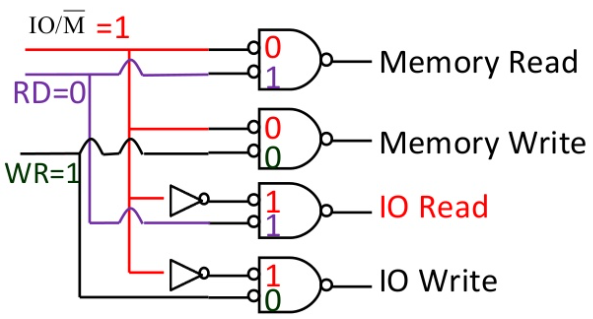 IO/M̅ =1
0
1
Memory Read
RD=0
0
0
Memory Write
WR=1
1
1
IO Read
1
0
IO Write